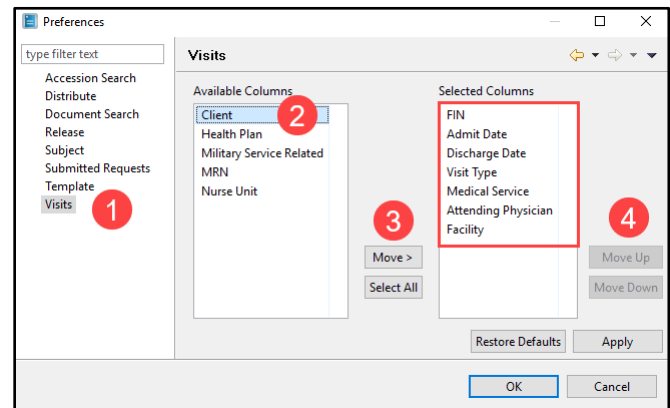 Preferences
type filter text
Visits
Accession Search
Distribute
Document Search
Release
Subject
Submitted Requests
Template
Visits
1
Available Columns
Client
2
Health Plan
Military Service Related
MRN
Nurse Unit
3
Move >
Select All
Selected Columns
FIN
Admit Date
Discharge Date
Visit Type
Medical Service
Attending Physician
Facility
4
Move Up
Move Down
Restore Defaults
Apply
OK
Cancel